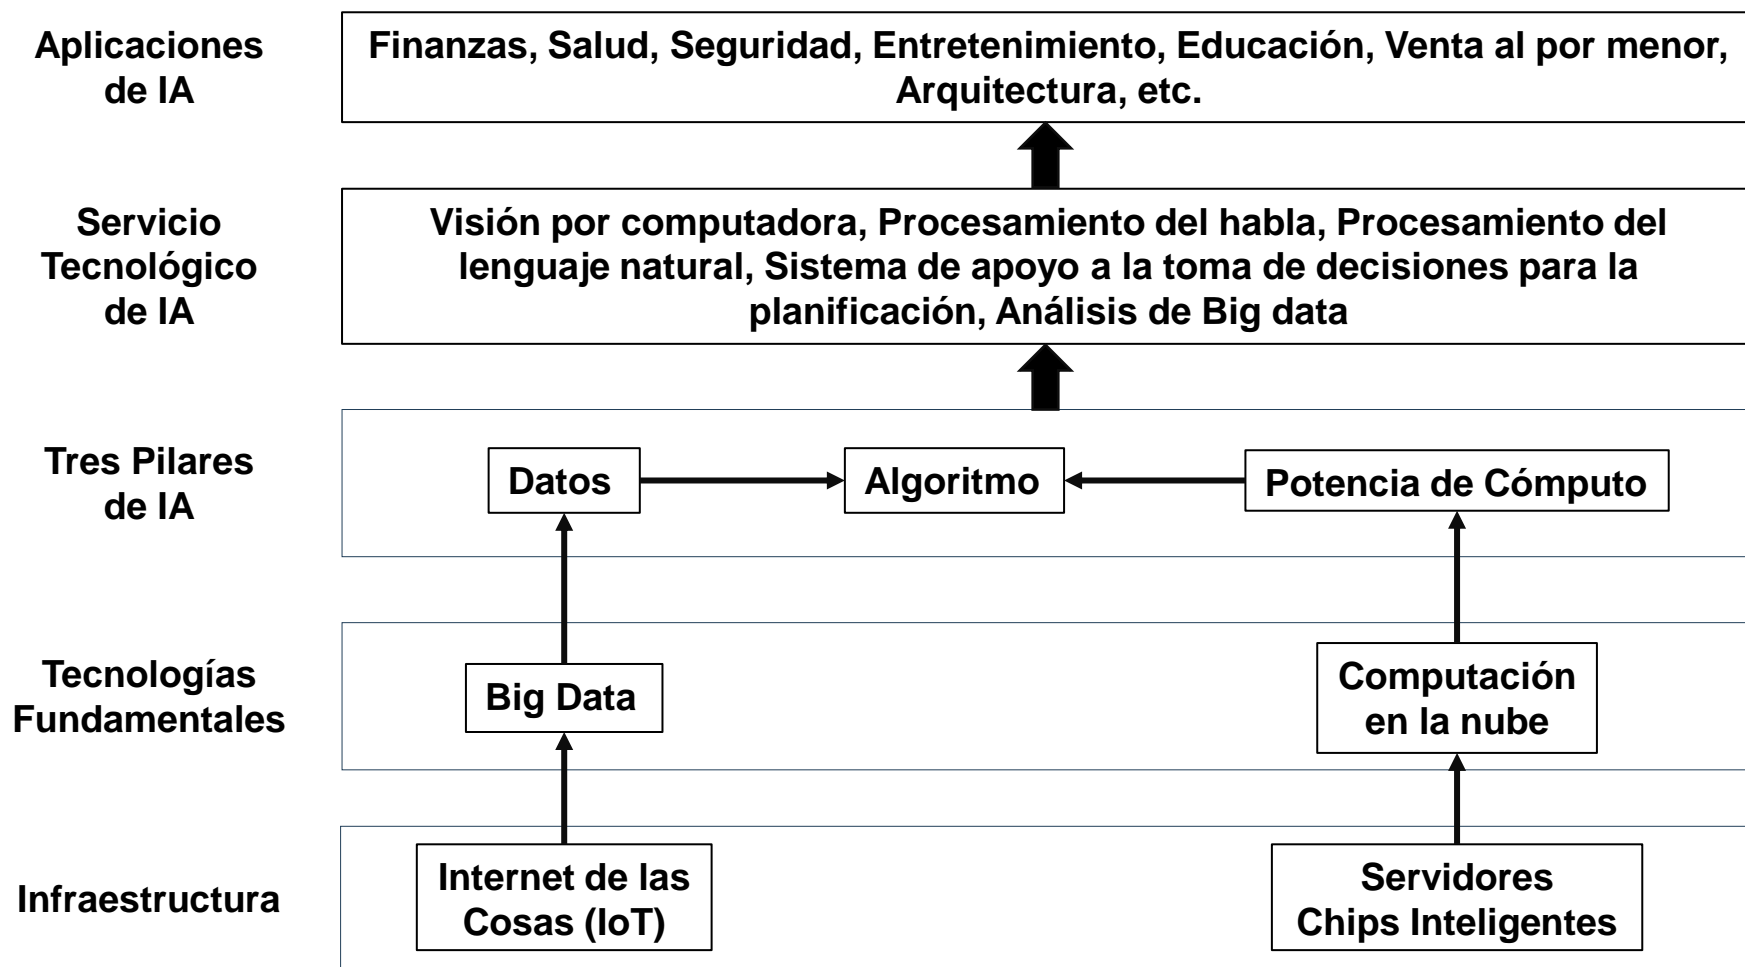 Aplicaciones
de IA
Finanzas, Salud, Seguridad, Entretenimiento, Educación, Venta al por menor,
Arquitectura, etc.
Servicio
Tecnológico
de IA
Visión por computadora, Procesamiento del habla, Procesamiento del
lenguaje natural, Sistema de apoyo a la toma de decisiones para la
planificación, Análisis de Big data
Tres Pilares
de IA
Datos
Algoritmo
Potencia de Cómputo
Tecnologías
Fundamentales
Big Data
Computación
en la nube
Infraestructura
Internet de las
Cosas (IoT)
Servidores
Chips Inteligentes